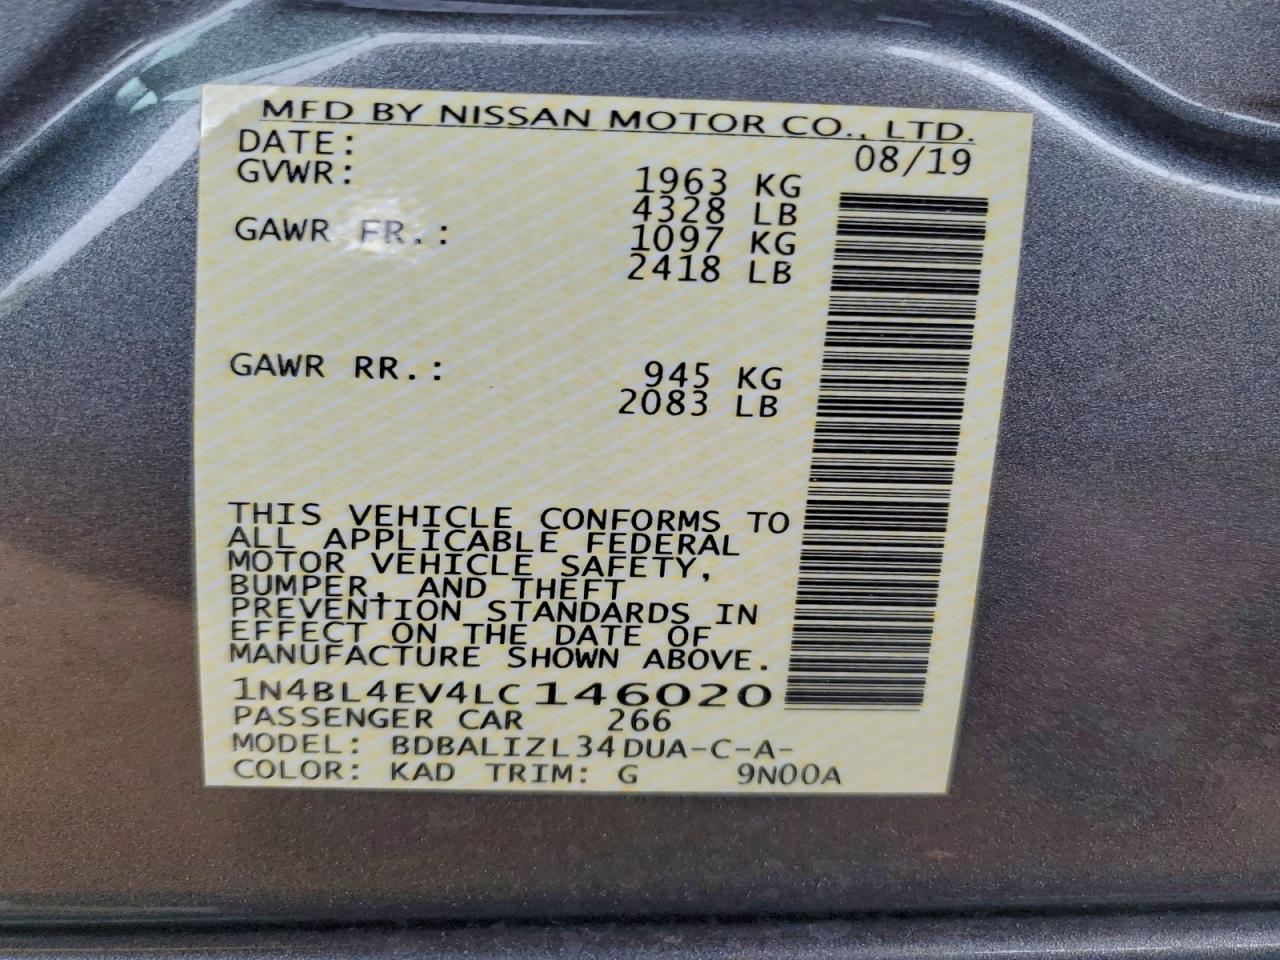 MFD BY NISSAN MOTOR CO., LTD.
DATE: 08/19
GVWR: 1963 KG
4328 LB
GAWR FR.: 1097 KG
2418 LB
GAWR RR.: 945 KG
2083 LB
THIS VEHICLE CONFORMS TO
ALL APPLICABLE FEDERAL
MOTOR VEHICLE SAFETY,
BUMPER, AND THEFT
PREVENTION STANDARDS IN
EFFECT ON THE DATE OF
MANUFACTURE SHOWN ABOVE.
1N4BL4EV4LC146020
PASSENGER CAR 266
MODEL: BDBALIZL34DUA-C-A-
COLOR: KAD TRIM: G 9N00A